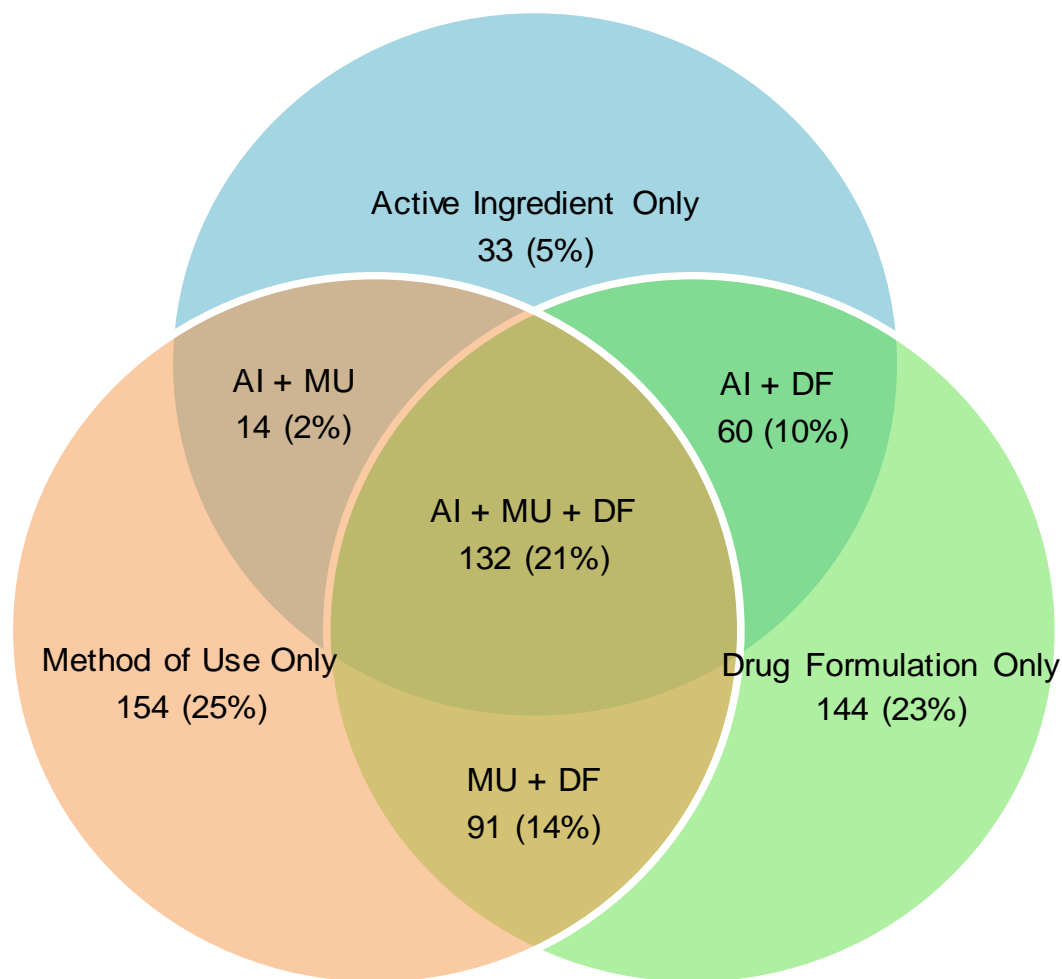 Active Ingredient Only
33 (5%)
AI + MU
14 (2%)
AI + DF
60 (10%)
AI + MU + DF
132 (21%)
Method of Use Only
154 (25%)
Drug Formulation Only
144 (23%)
MU + DF
91 (14%)